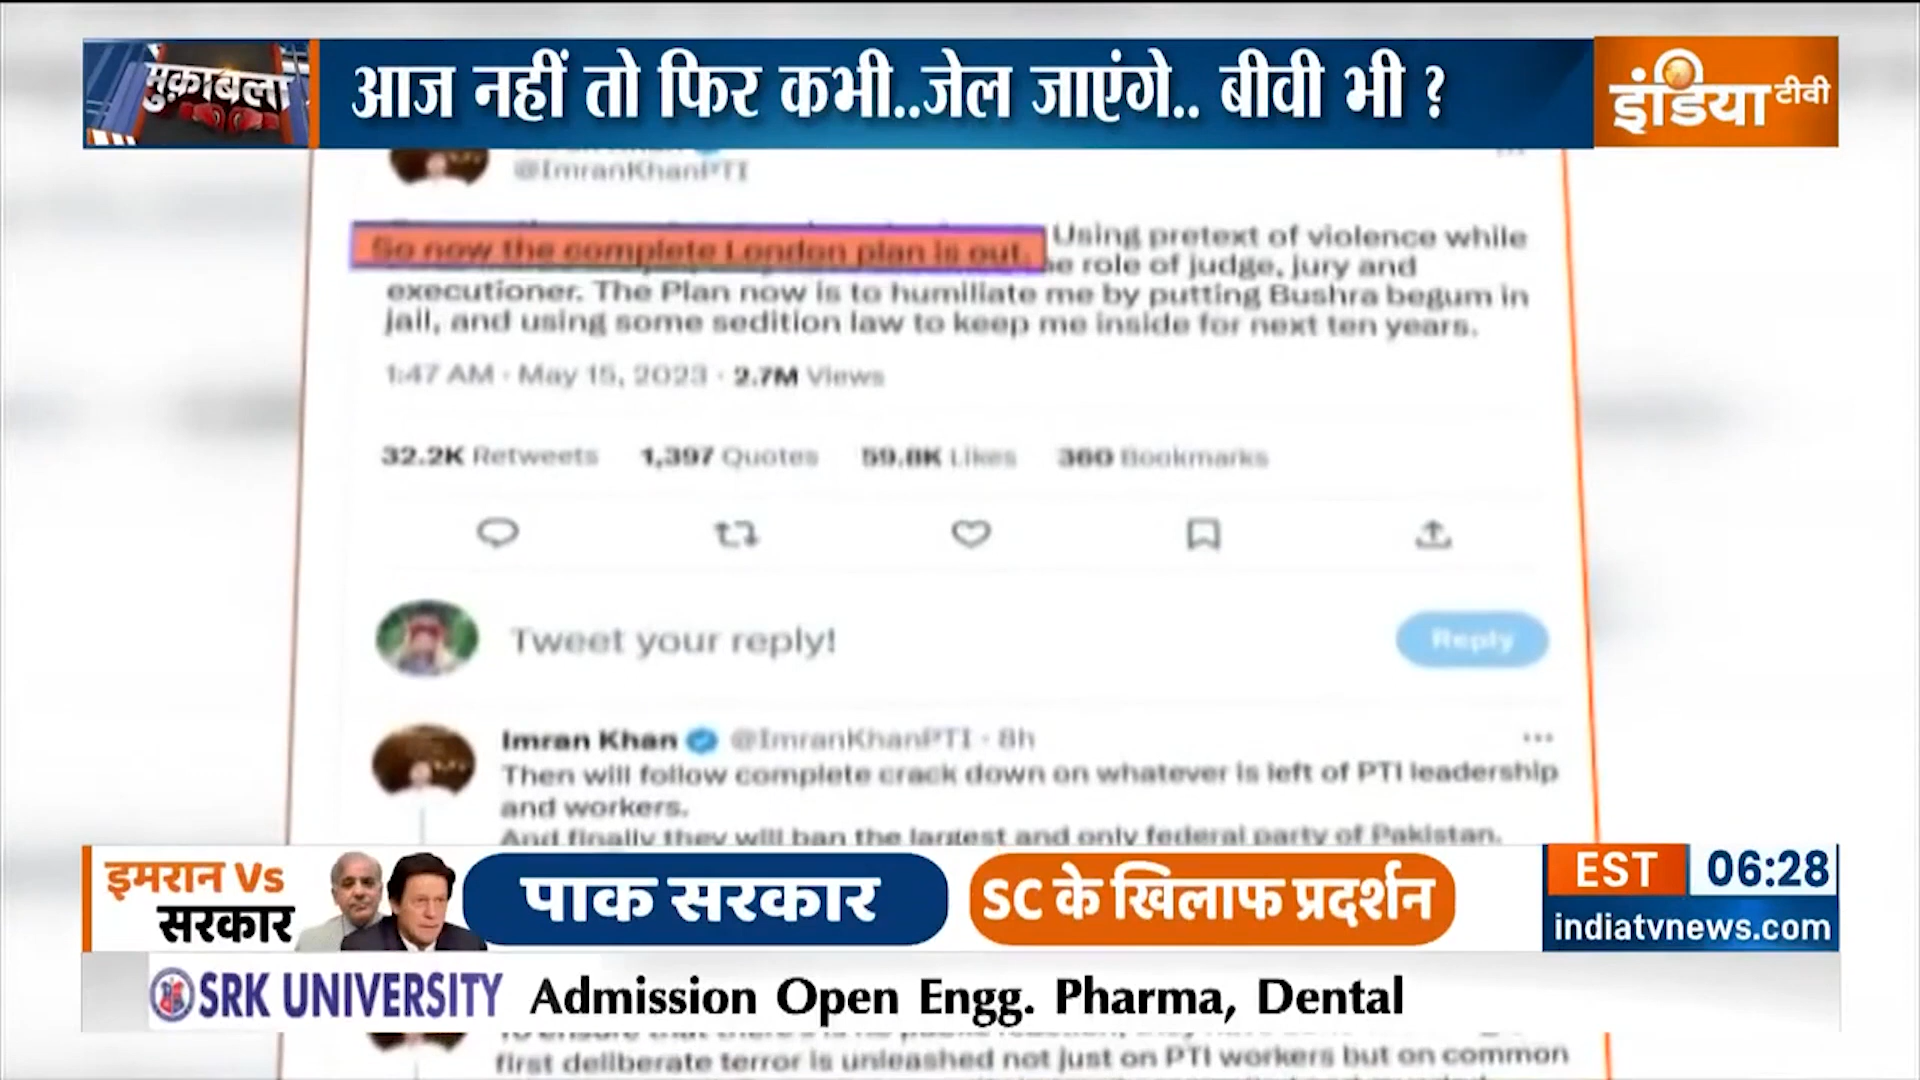 मुक़ाबला
आज नहीं तो फिर कभी..जेल जाएंगे.. बीवी भी ?
इंडिया टीवी
@ImranKhanPTI
So now the complete London plan is out. Using pretext of violence while
role of judge, jury and
executioner. The Plan now is to humiliate me by putting Bushra begum in
jail, and using some sedition law to keep me inside for next ten years.
1:47 AM · May 15, 2023 · 2.7M Views
32.2K Retweets 1,397 Quotes 59.8K Likes 360 Bookmarks
Tweet your reply!
Reply
Imran Khan @ImranKhanPTI · 8h
Then will follow complete crack down on whatever is left of PTI leadership
and workers.
And finally they will ban the largest and only federal party of Pakistan.
इमरान Vs
सरकार
पाक सरकार
SC के खिलाफ प्रदर्शन
EST 06:28
indiatvnews.com
SRK UNIVERSITY Admission Open Engg. Pharma, Dental
first deliberate terror is unleashed not just on PTI workers but on common